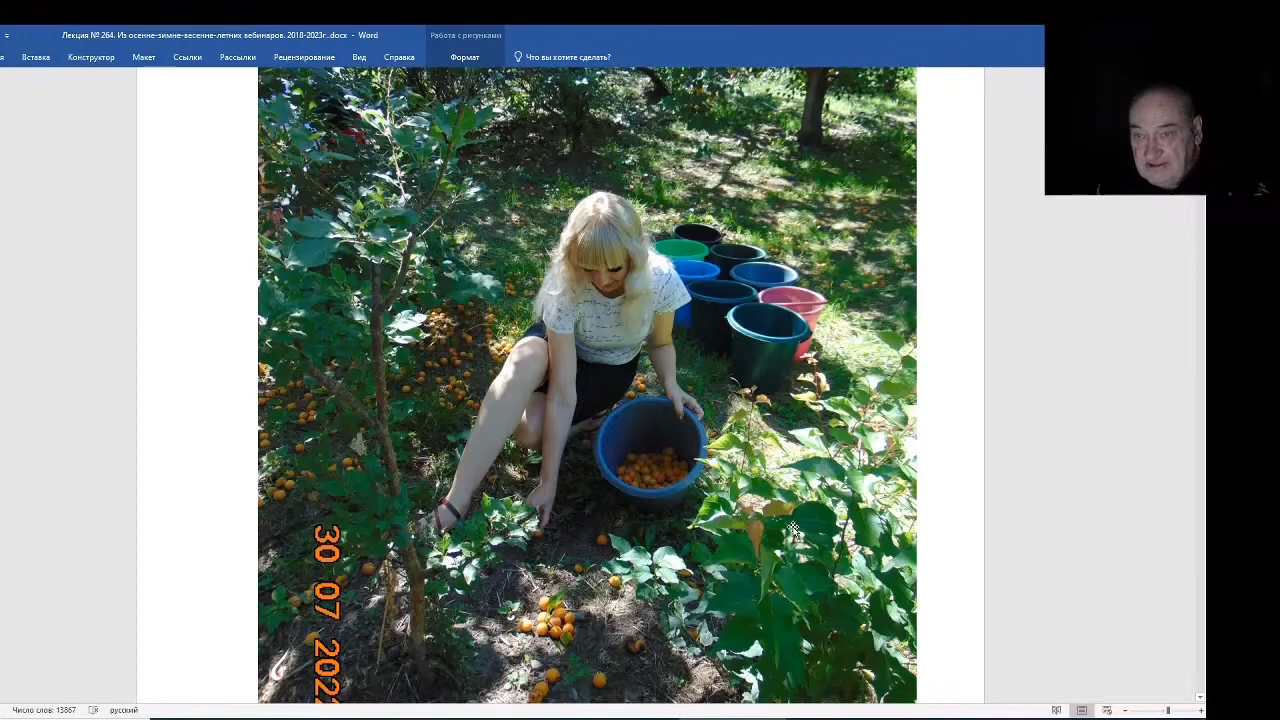 Лекция № 264. Из осенне-зимне-весенне-летних вебинаров. 2018-2023г..docx - Word
Работа с рисунками
Вставка Конструктор Макет Ссылки Рассылки Рецензирование Вид Справка Формат Что вы хотите сделать?
30 07
Число слов: 13867 русский